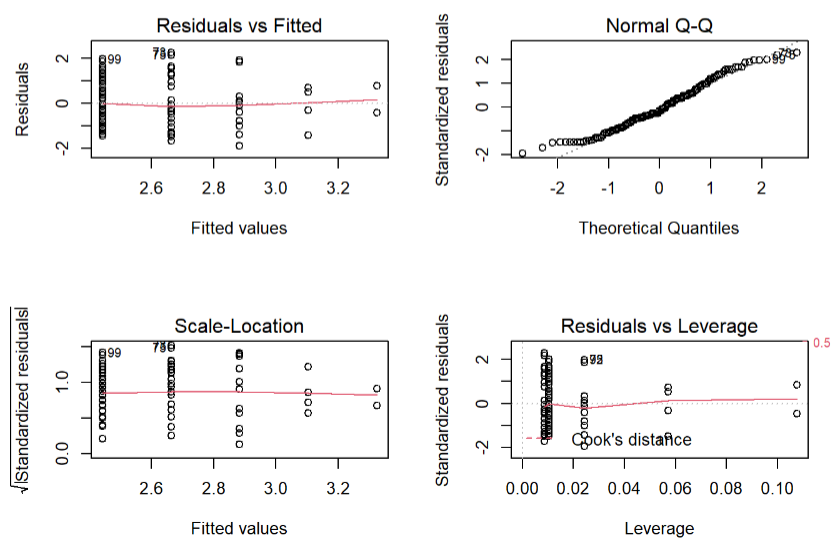 Residuals vs Fitted
Residuals
2
0
-2
99
2.6 2.8 3.0 3.2
Fitted values
Normal Q-Q
Standardized residuals
2
1
0
-2
99
-2 -1 0 1 2
Theoretical Quantiles
Scale-Location
√|Standardized residuals|
1.0
0.0
99
2.6 2.8 3.0 3.2
Fitted values
Residuals vs Leverage
Standardized residuals
2
0
-2
0.5
Cook's distance
0.00 0.02 0.04 0.06 0.08 0.10
Leverage